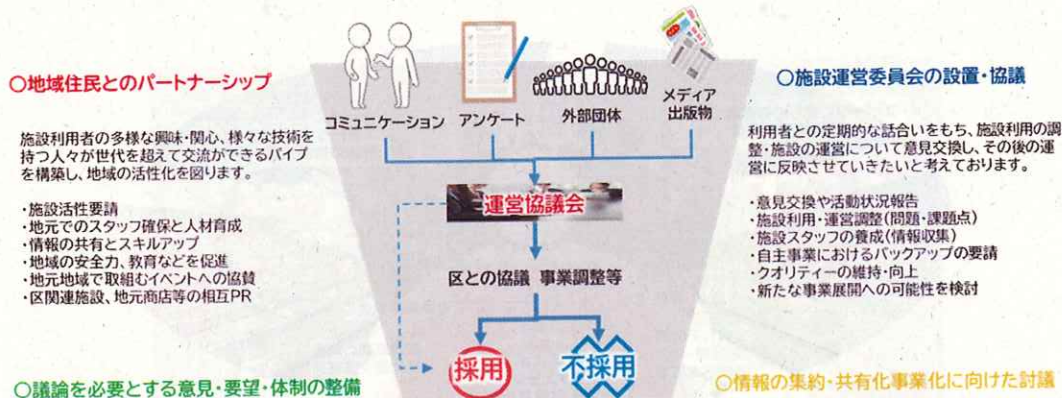 ○地域住民とのパートナーシップ
施設利用者の多様な興味・関心、様々な技術を
持つ人々が世代を超えて交流ができるパイプ
を構築し、地域の活性化を図ります。
・施設活性要請
・地元でのスタッフ確保と人材育成
・情報の共有とスキルアップ
・地域の安全力、教育などを促進
・地元地域で取組むイベントへの協賛
・区関連施設、地元商店等の相互PR
コミュニケーション
アンケート
外部団体
メディア
出版物
運営協議会
区との協議 事業調整等
採用
不採用
○施設運営委員会の設置・協議
利用者との定期的な話合いをもち、施設利用の調
整・施設の運営について意見交換し、その後の運
営に反映させていきたいと考えております。
・意見交換や活動状況報告
・施設利用・運営調整(問題・課題点)
・施設スタッフの養成(情報収集)
・自主事業におけるバックアップの要請
・クオリティーの維持・向上
・新たな事業展開への可能性を検討
○議論を必要とする意見・要望・体制の整備
○情報の集約・共有化事業化に向けた討議